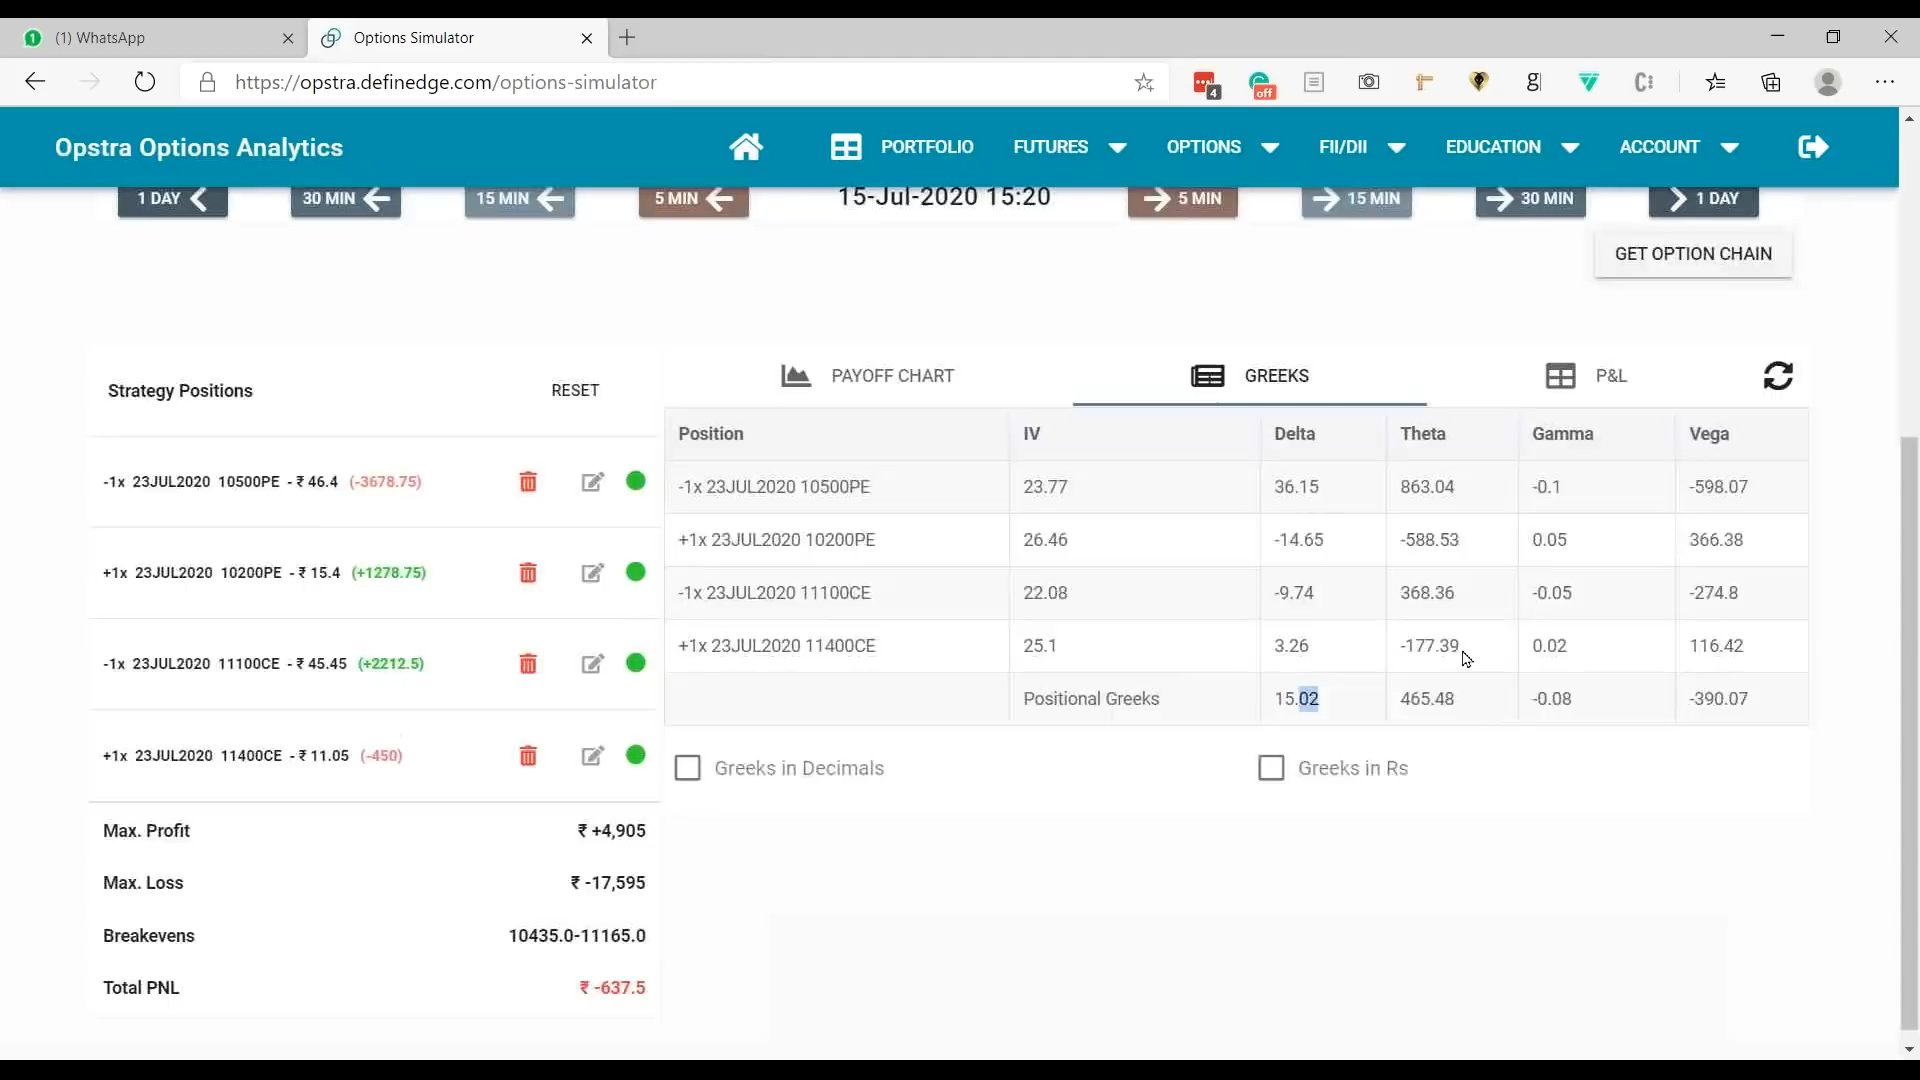 (1) WhatsApp
Options Simulator
https://opstra.definedge.com/options-simulator
4
off
g
Opstra Options Analytics
PORTFOLIO
FUTURES
OPTIONS
FII/DII
EDUCATION
ACCOUNT
1 DAY
30 MIN
15 MIN
5 MIN
15-Jul-2020 15:20
5 MIN
15 MIN
30 MIN
1 DAY
GET OPTION CHAIN
Strategy Positions
RESET
-1x 23JUL2020 10500PE - ₹ 46.4 (-3678.75)
+1x 23JUL2020 10200PE - ₹ 15.4 (+1278.75)
-1x 23JUL2020 11100CE - ₹ 45.45 (+2212.5)
+1x 23JUL2020 11400CE - ₹ 11.05 (-450)
Max. Profit ₹ +4,905
Max. Loss ₹ -17,595
Breakevens 10435.0-11165.0
Total PNL ₹ -637.5
PAYOFF CHART
GREEKS
P&L
Position IV Delta Theta Gamma Vega
-1x 23JUL2020 10500PE 23.77 36.15 863.04 -0.1 -598.07
+1x 23JUL2020 10200PE 26.46 -14.65 -588.53 0.05 366.38
-1x 23JUL2020 11100CE 22.08 -9.74 368.36 -0.05 -274.8
+1x 23JUL2020 11400CE 25.1 3.26 -177.39 0.02 116.42
Positional Greeks 15.02 465.48 -0.08 -390.07
Greeks in Decimals
Greeks in Rs